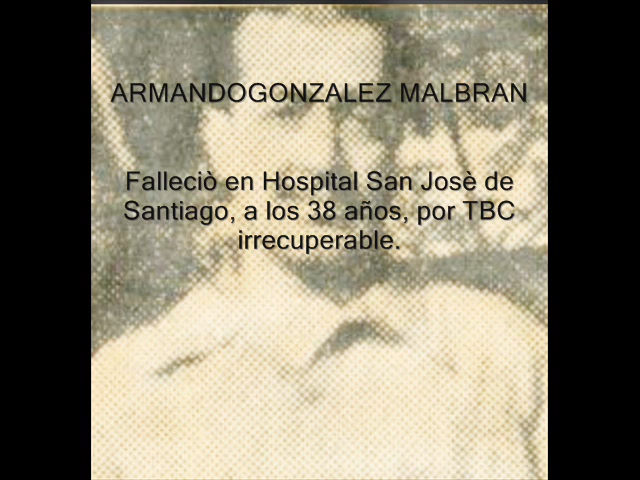 ARMANDOGONZALEZ MALBRAN
Falleciò en Hospital San Josè de
Santiago, a los 38 años, por TBC
irrecuperable.